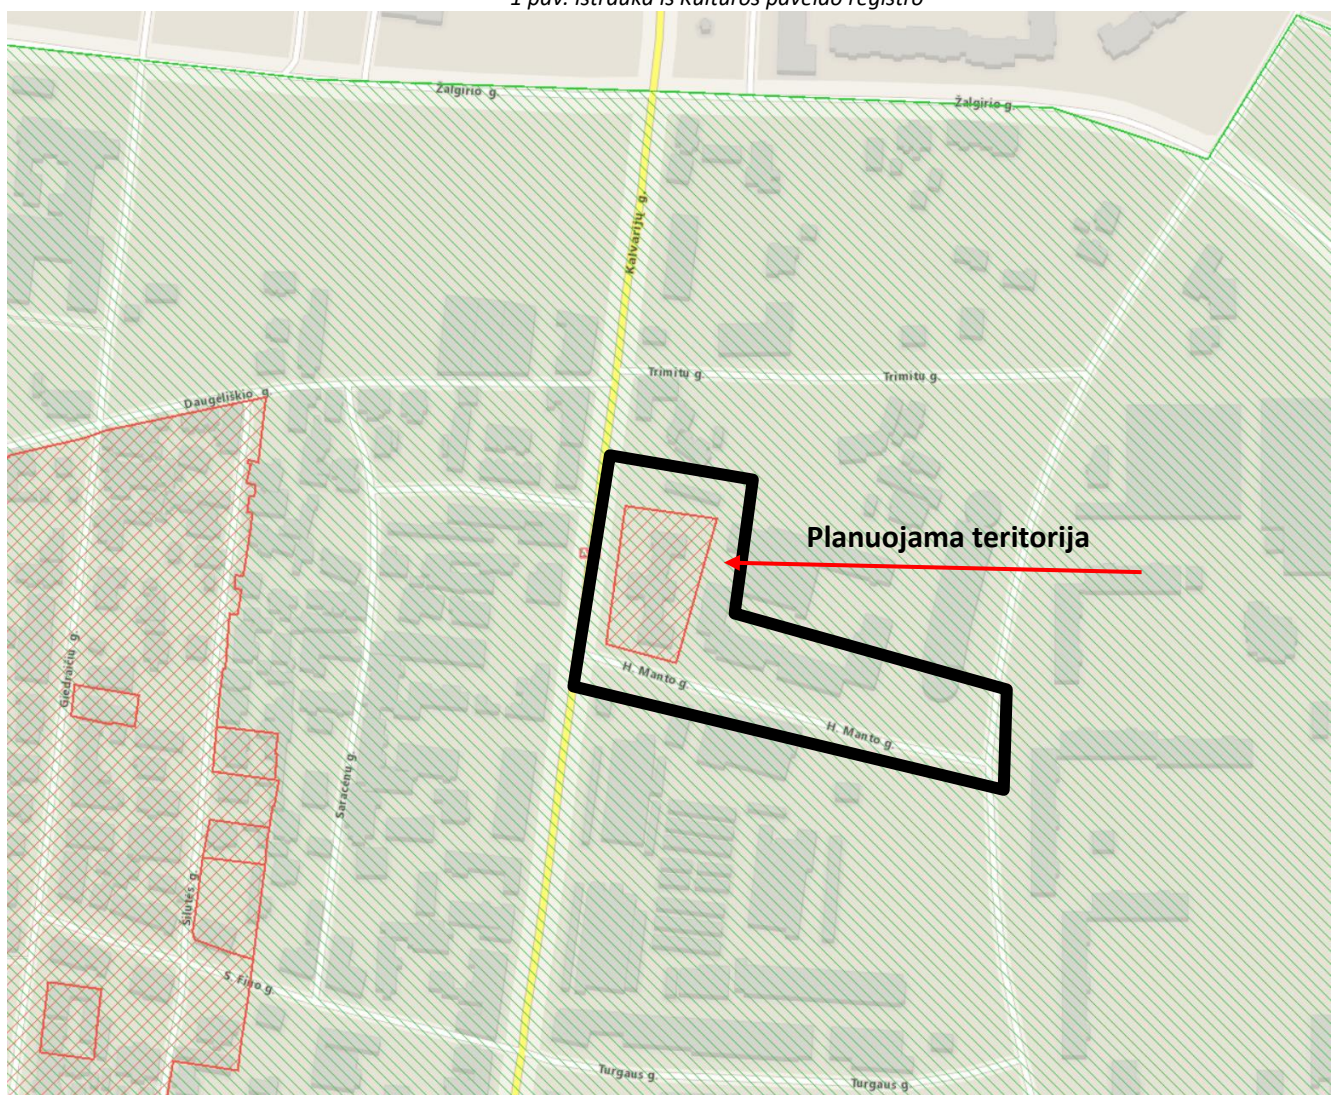 1 pav. Ištrauka iš Kultūros paveldo registro
Žalgirio g.
Žalgirio g.
Kalvarijų g.
Trimitų g.
Trimitų g.
Daugėliškio g.
Planuojama teritorija
Giedraičių g.
H. Manto g.
H. Manto g.
Saracėnų g.
Šilutės g.
S. Fino g.
Turgaus g.
Turgaus g.